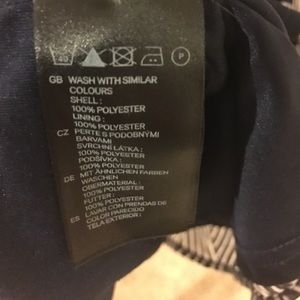 40 P
GB WASH WITH SIMILAR
COLOURS
SHELL :
100% POLYESTER
LINING :
100% POLYESTER
CZ PERTE S PODOBNÝMI
BARVAMI
SVRCHNÍ LÁTKA :
100% POLYESTER
PODŠÍVKA :
100% POLYESTER
DE MIT ÄHNLICHEN FARBEN
WASCHEN
OBERMATERIAL :
100% POLYESTER
FUTTER :
100% POLYESTER
ES LAVAR CON PRENDAS DE
COLOR PARECIDO
TELA EXTERIOR :